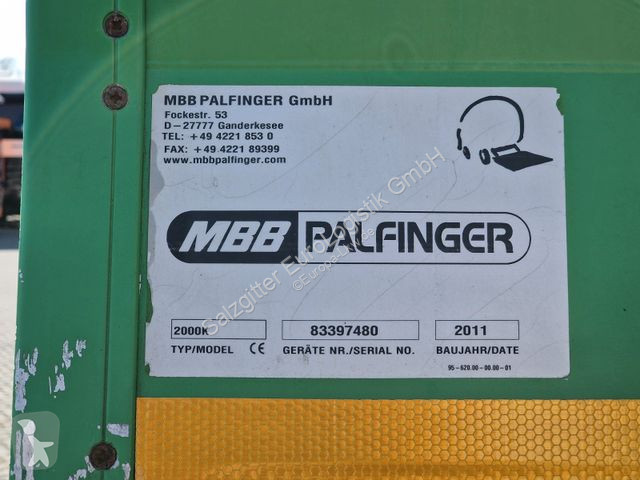 MBB PALFINGER GmbH
Fockestr. 53
D-27777 Ganderkesee
TEL: +49 4221 853 0
FAX: +49 4221 89399
www.mbbpalfinger.com
MBB PALFINGER
Salzgitter EuroLogistik GmbH
2000K 83397480 2011
TYP/MODEL CE GERÄTE NR./SERIAL NO. BAUJAHR/DATE
95-620.00-00.00-01